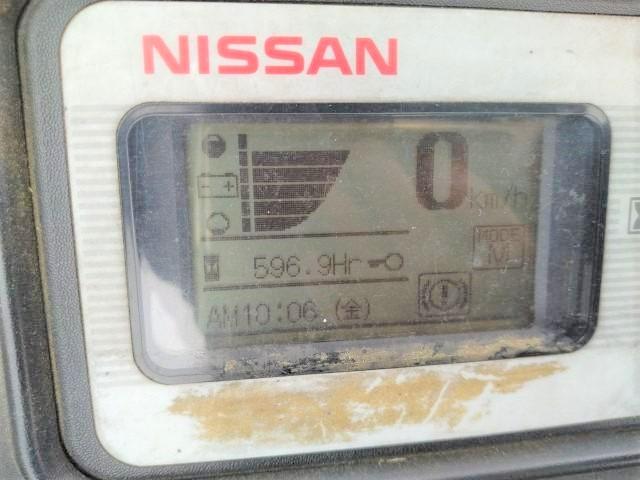 NISSAN
0 km/h
MODE
M
596.9Hr
AM10:06 (金)